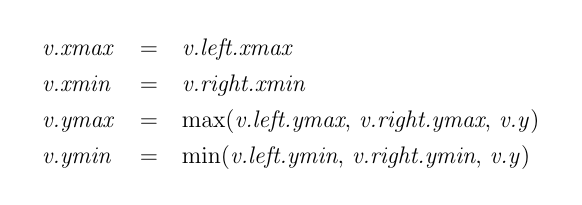 v.xmax = v.left.xmax
v.xmin = v.right.xmin
v.ymax = max(v.left.ymax, v.right.ymax, v.y)
v.ymin = min(v.left.ymin, v.right.ymin, v.y)